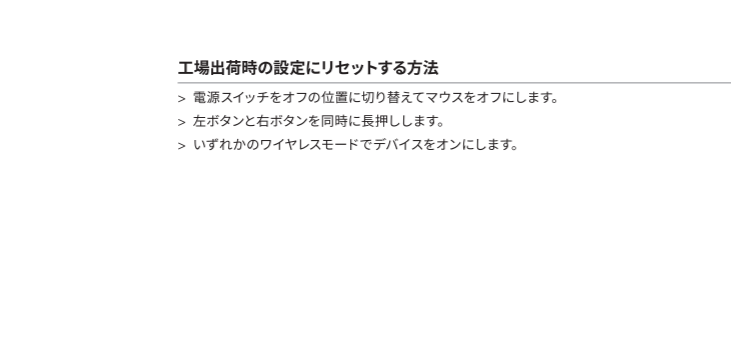 工場出荷時の設定にリセットする方法
> 電源スイッチをオフの位置に切り替えてマウスをオフにします。
> 左ボタンと右ボタンを同時に長押しします。
> いずれかのワイヤレスモードでデバイスをオンにします。